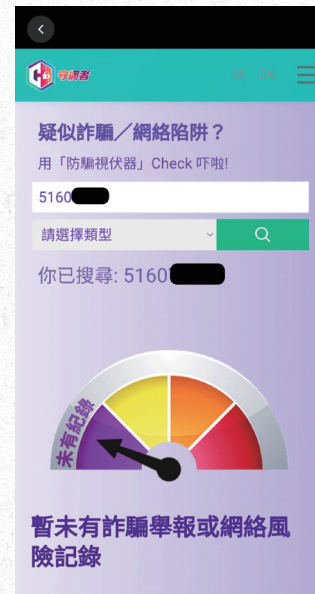 守網者
EN
疑似詐騙／網絡陷阱？
用「防騙視伏器」Check 吓啦!
5160
請選擇類型
你已搜尋: 5160
未有紀錄
暫未有詐騙舉報或網絡風
險記錄